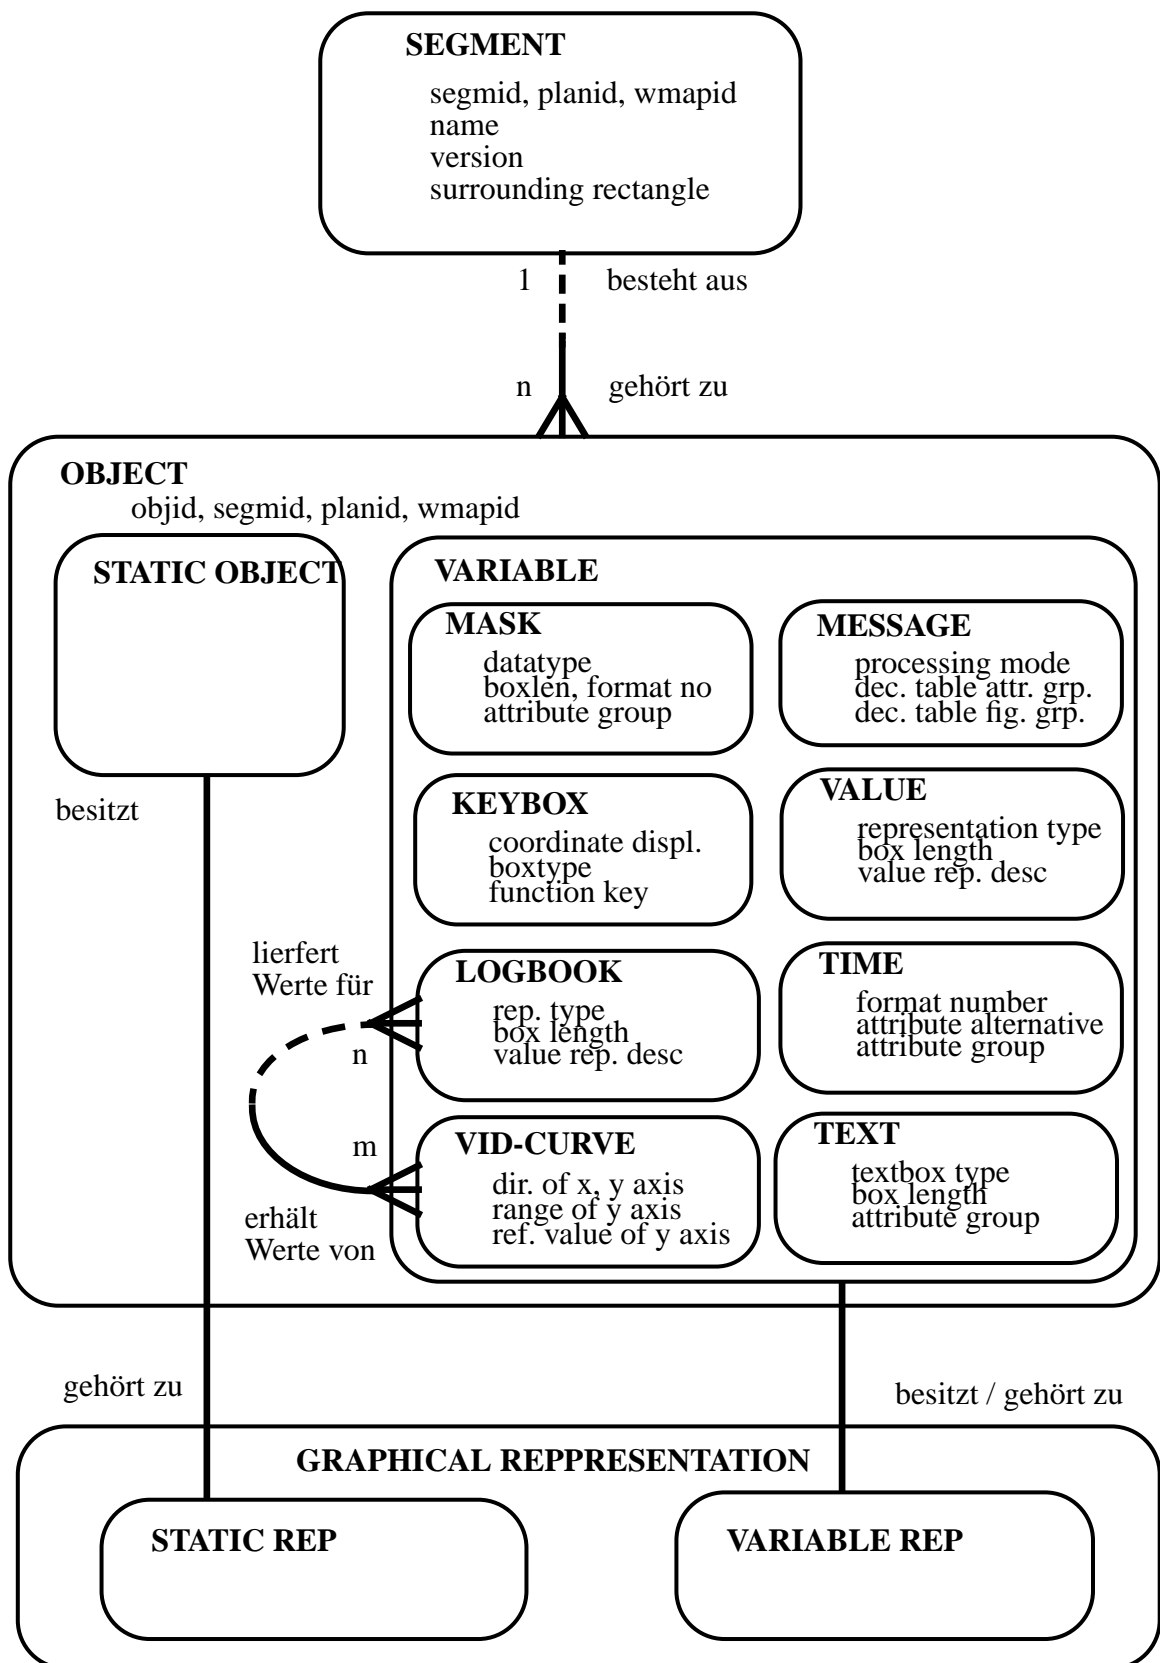 SEGMENT
segmid, planid, wmapid
name
version
surrounding rectangle
1
besteht aus
n
gehört zu
OBJECT
objid, segmid, planid, wmapid
STATIC OBJECT
VARIABLE
MASK
datatype
boxlen, format no
attribute group
MESSAGE
processing mode
dec. table attr. grp.
dec. table fig. grp.
besitzt
KEYBOX
coordinate displ.
boxtype
function key
VALUE
representation type
box length
value rep. desc
lierfert
Werte für
n
LOGBOOK
rep. type
box length
value rep. desc
TIME
format number
attribute alternative
attribute group
m
erhält
Werte von
VID-CURVE
dir. of x, y axis
range of y axis
ref. value of y axis
TEXT
textbox type
box length
attribute group
gehört zu
besitzt / gehört zu
GRAPHICAL REPPRESENTATION
STATIC REP
VARIABLE REP